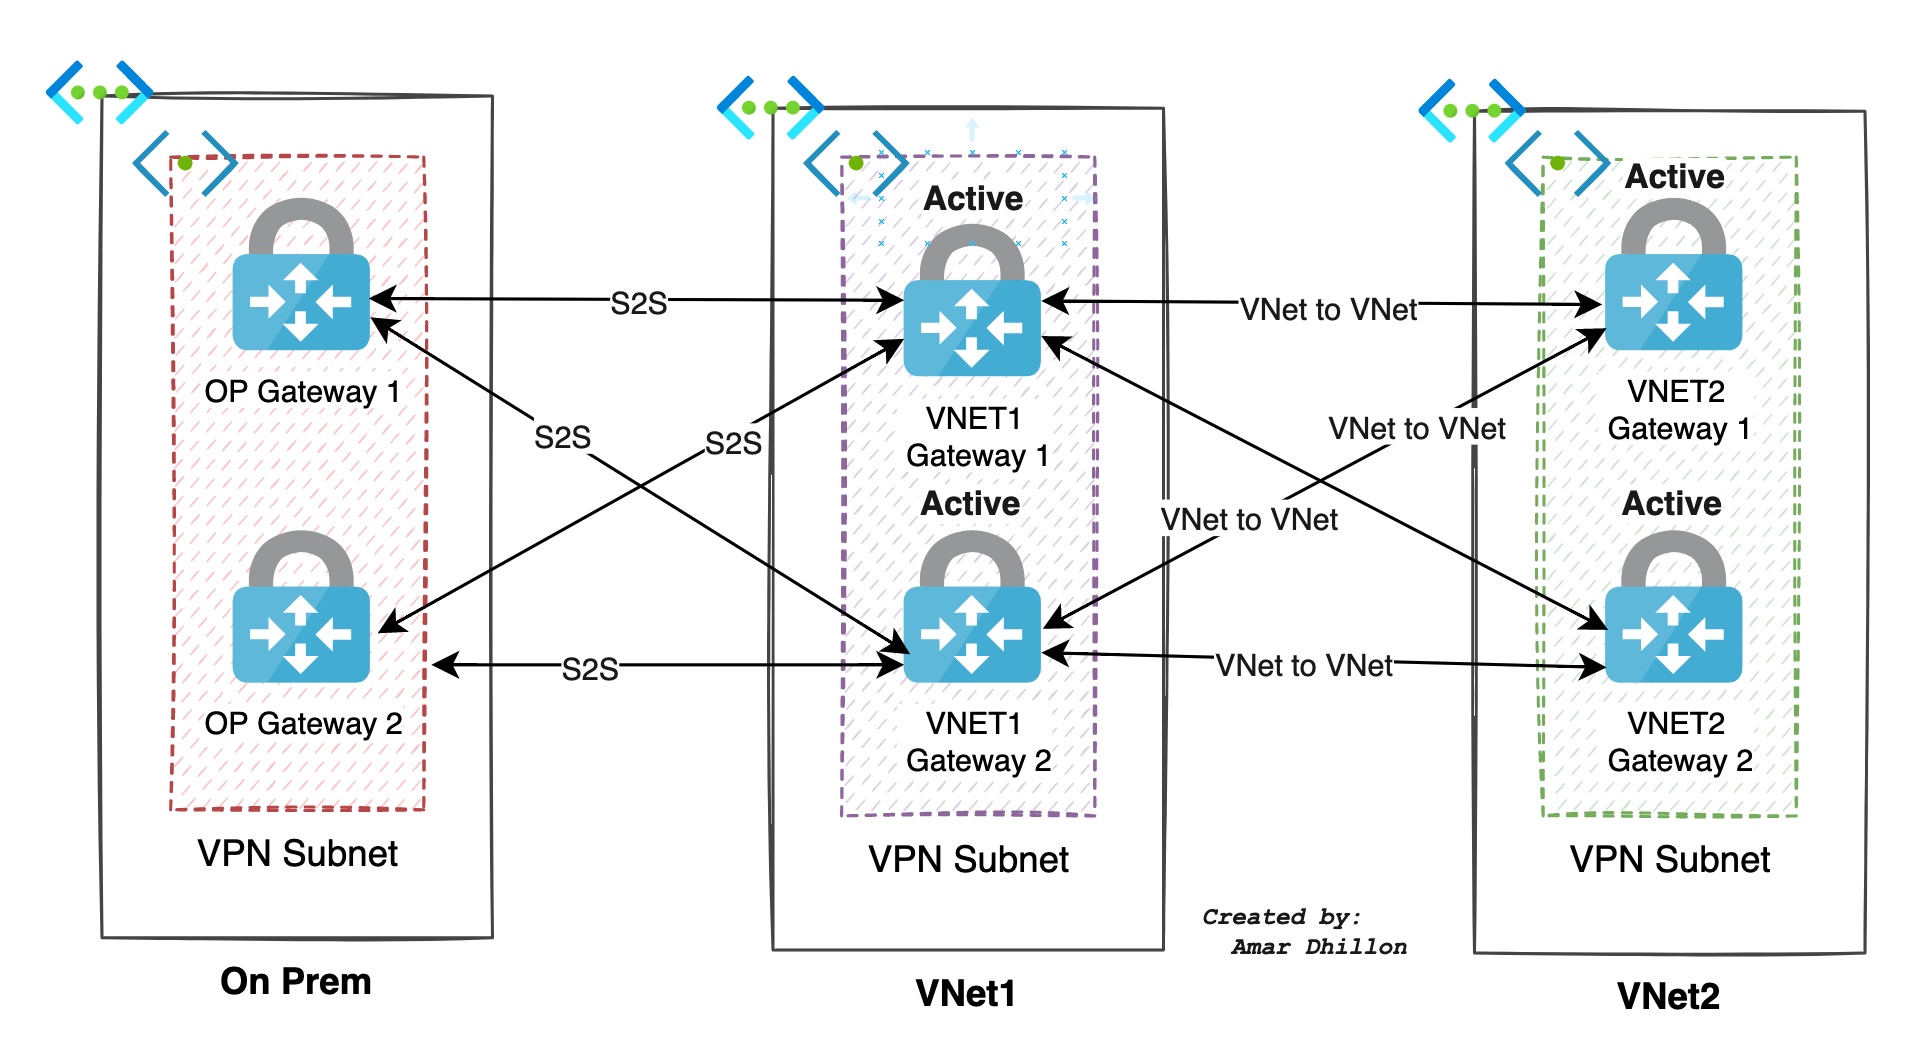 Active
Active
S2S
VNet to VNet
OP Gateway 1
VNET1
Gateway 1
VNET2
Gateway 1
S2S
S2S
VNet to VNet
Active
Active
VNet to VNet
S2S
VNet to VNet
OP Gateway 2
VNET1
Gateway 2
VNET2
Gateway 2
VPN Subnet
VPN Subnet
VPN Subnet
Created by:
Amar Dhillon
On Prem
VNet1
VNet2